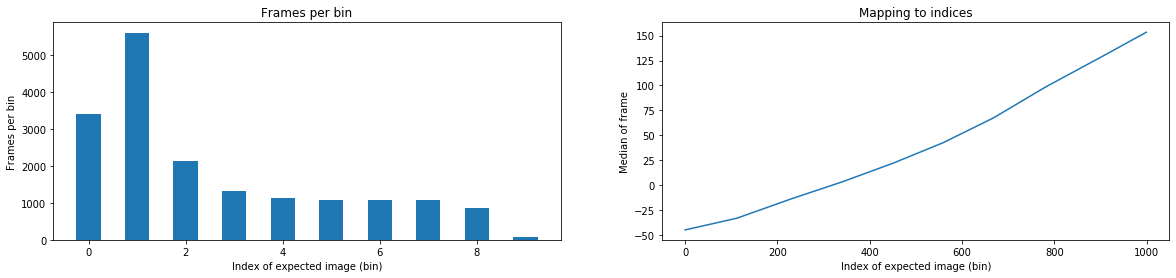 Frames per bin
Frames per bin
5000
4000
3000
2000
1000
0
0 2 4 6 8
Index of expected image (bin)
Mapping to indices
Median of frame
150
125
100
75
50
25
0
−25
−50
0 200 400 600 800 1000
Index of expected image (bin)